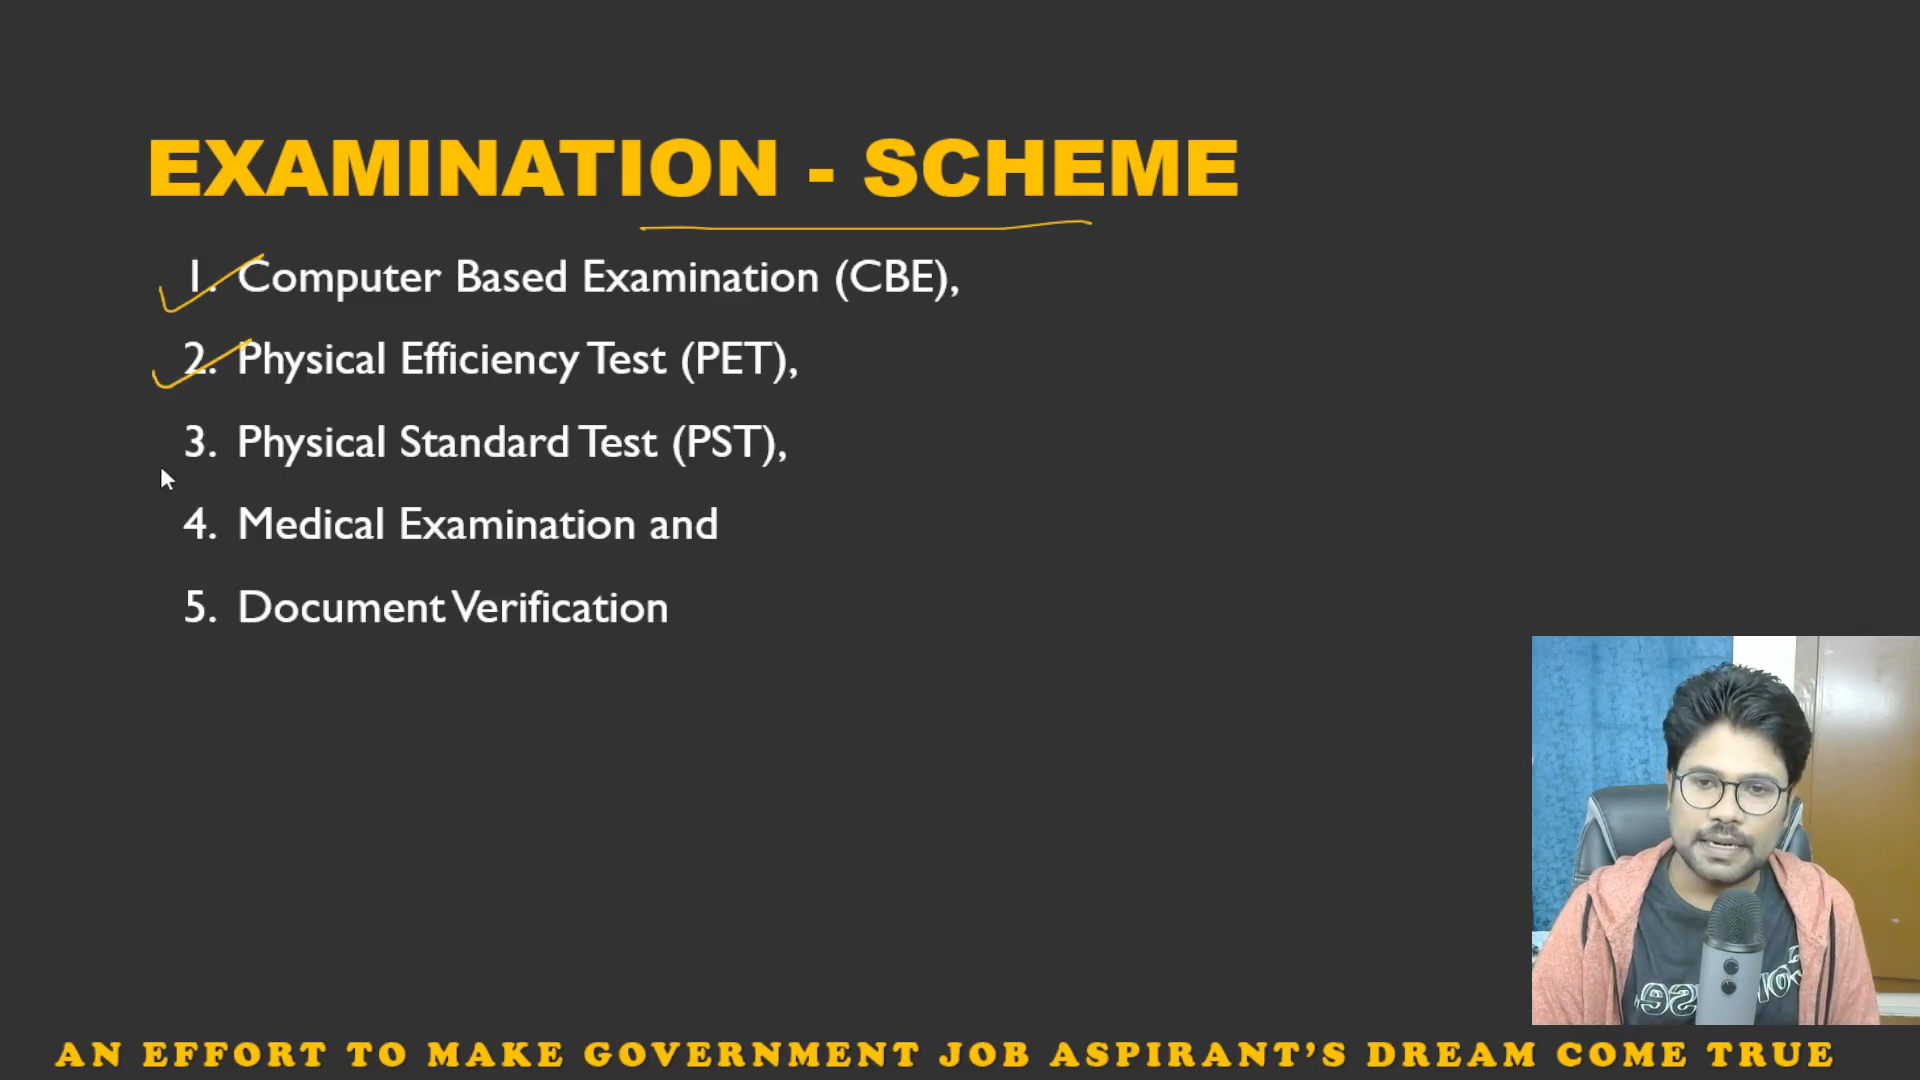 EXAMINATION - SCHEME
1. Computer Based Examination (CBE),
2. Physical Efficiency Test (PET),
3. Physical Standard Test (PST),
4. Medical Examination and
5. Document Verification
AN EFFORT TO MAKE GOVERNMENT JOB ASPIRANT'S DREAM COME TRUE